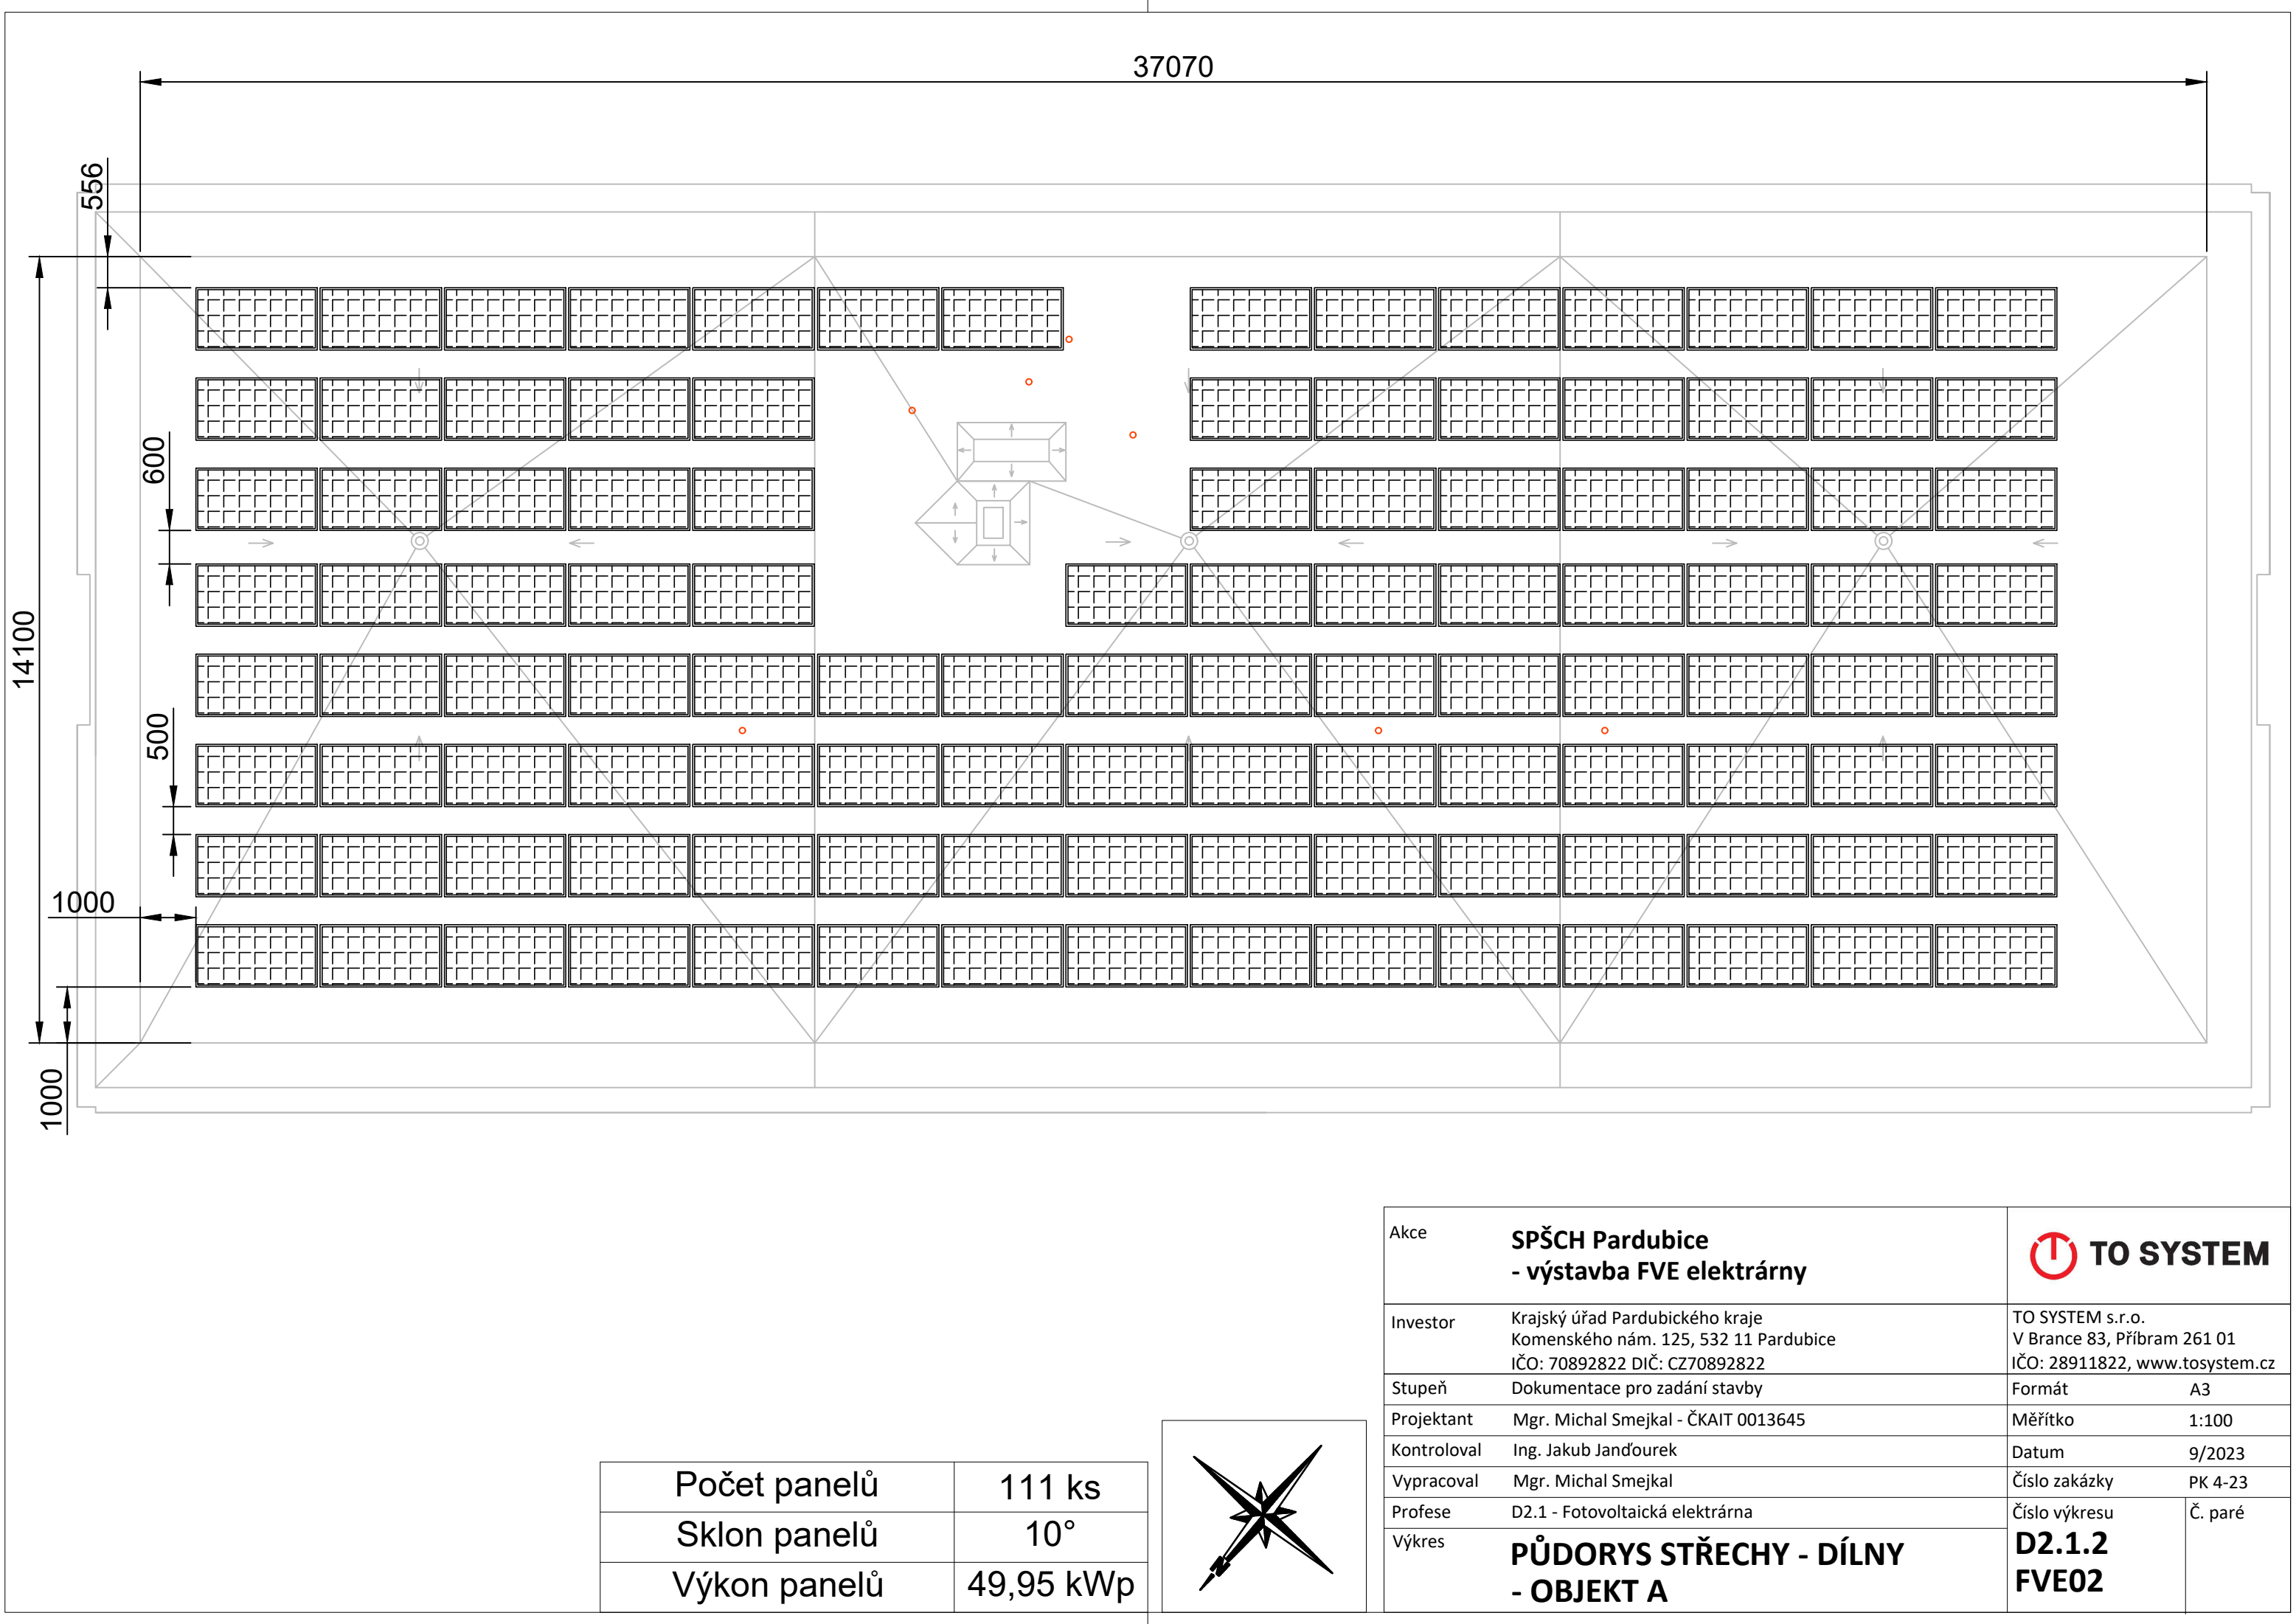 37070
556
600
14100
500
1000
1000
Akce
SPŠCH Pardubice
- výstavba FVE elektrárny
TO SYSTEM
Investor
Krajský úřad Pardubického kraje
Komenského nám. 125, 532 11 Pardubice
IČO: 70892822 DIČ: CZ70892822
TO SYSTEM s.r.o.
V Brance 83, Příbram 261 01
IČO: 28911822, www.tosystem.cz
Stupeň Dokumentace pro zadání stavby
Formát A3
Projektant Mgr. Michal Smejkal - ČKAIT 0013645
Měřítko 1:100
Kontroloval Ing. Jakub Janďourek
Datum 9/2023
Vypracoval Mgr. Michal Smejkal
Číslo zakázky PK 4-23
Profese D2.1 - Fotovoltaická elektrárna
Číslo výkresu Č. paré
Výkres
PŮDORYS STŘECHY - DÍLNY
- OBJEKT A
D2.1.2
FVE02
Počet panelů 111 ks
Sklon panelů 10°
Výkon panelů 49,95 kWp
N